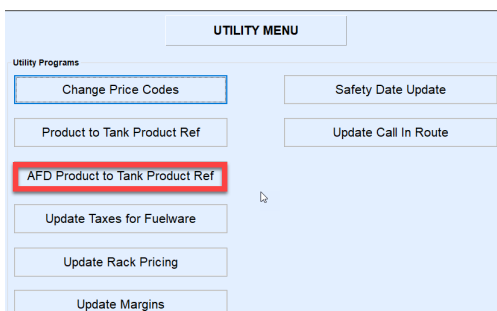 UTILITY MENU
Utility Programs
Change Price Codes
Safety Date Update
Product to Tank Product Ref
Update Call In Route
AFD Product to Tank Product Ref
Update Taxes for Fuelware
Update Rack Pricing
Update Margins